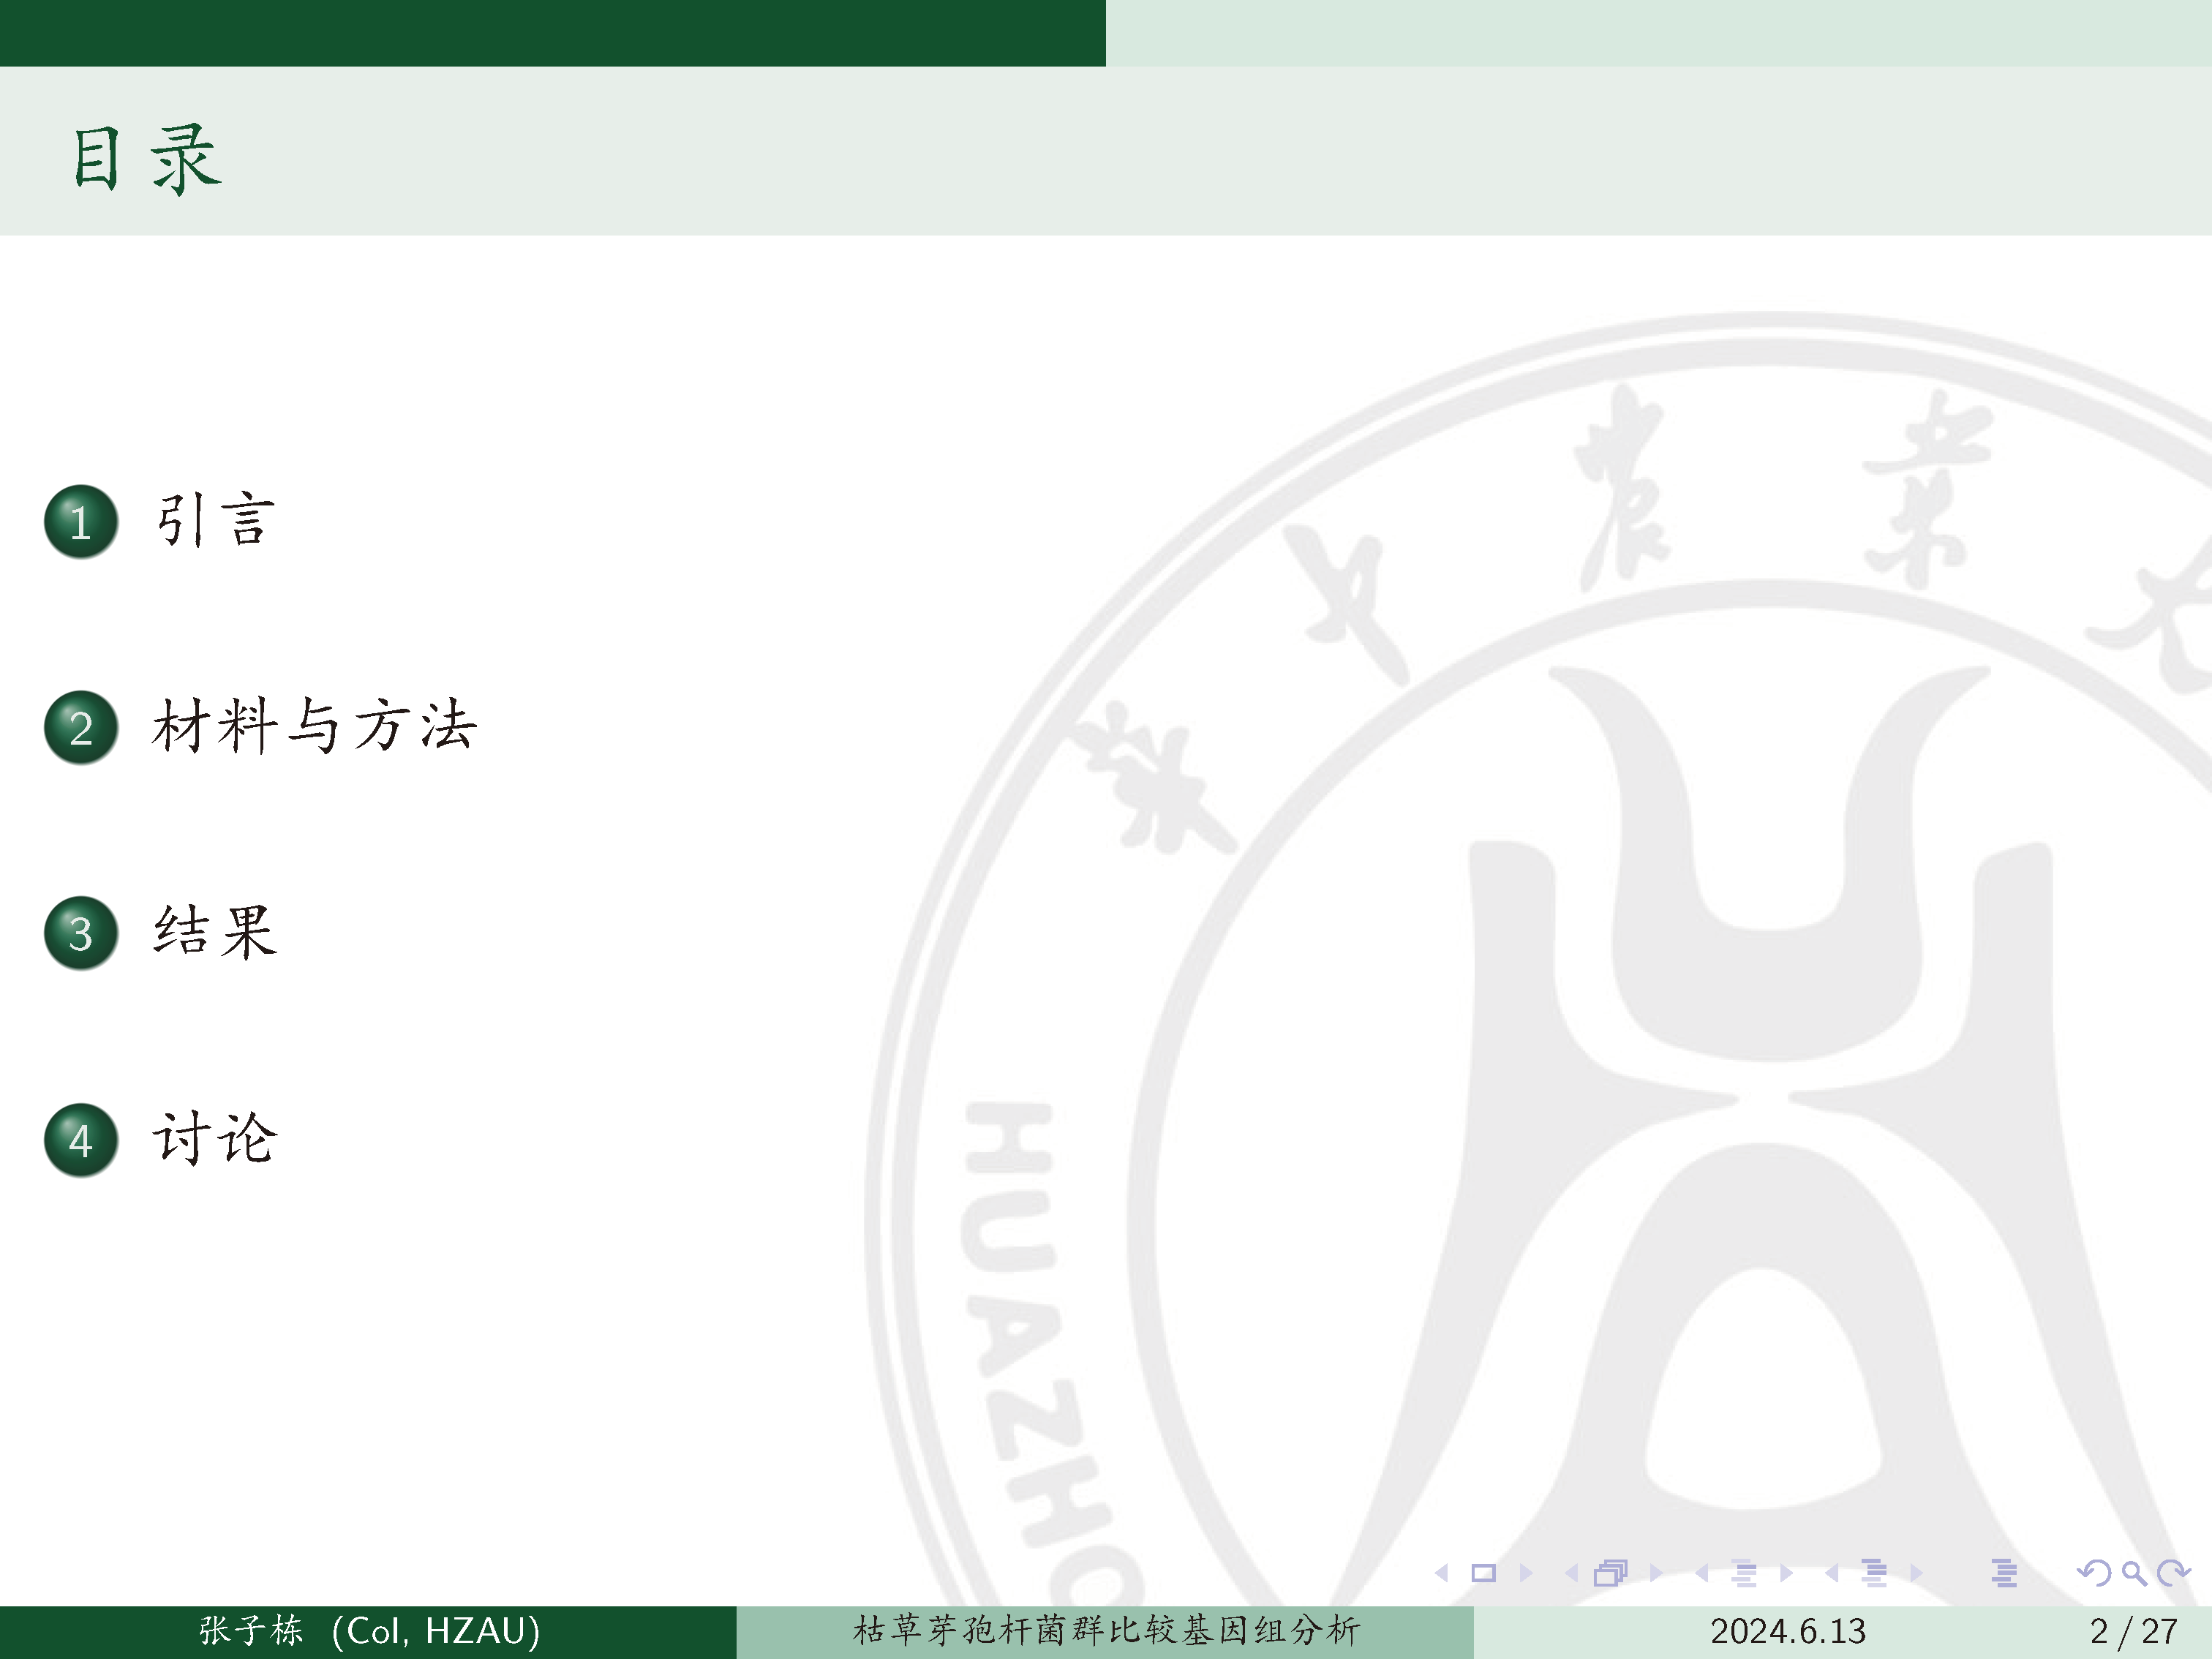 目录
1 引言
2 材料与方法
3 结果
4 讨论
华中农业大
HUAZHO
张子栋 (Col, HZAU)
枯草芽孢杆菌群比较基因组分析
2024.6.13
2 / 27